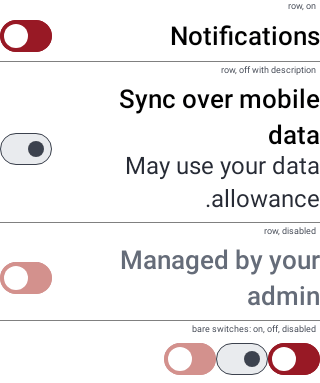 row, on
Notifications
row, off with description
Sync over mobile
data
May use your data
.allowance
row, disabled
Managed by your
admin
bare switches: on, off, disabled